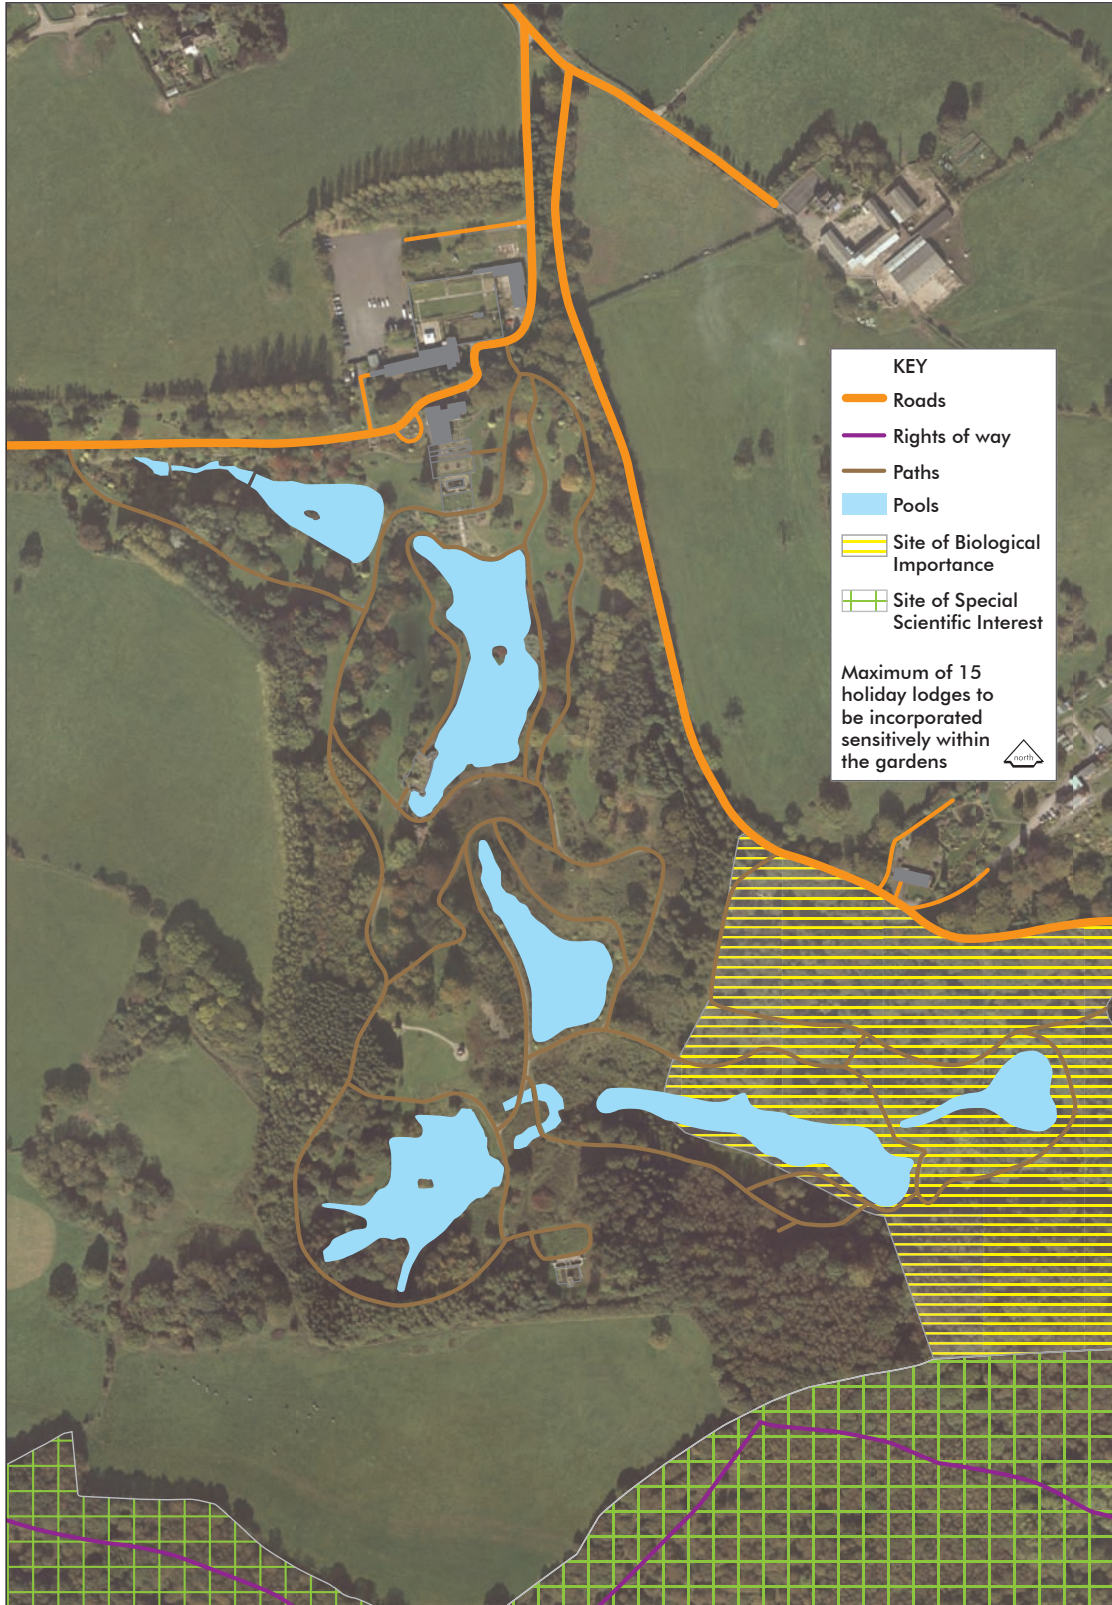 KEY
Roads
Rights of way
Paths
Pools
Site of Biological
Importance
Site of Special
Scientific Interest
Maximum of 15
holiday lodges to
be incorporated
sensitively within
the gardens
north